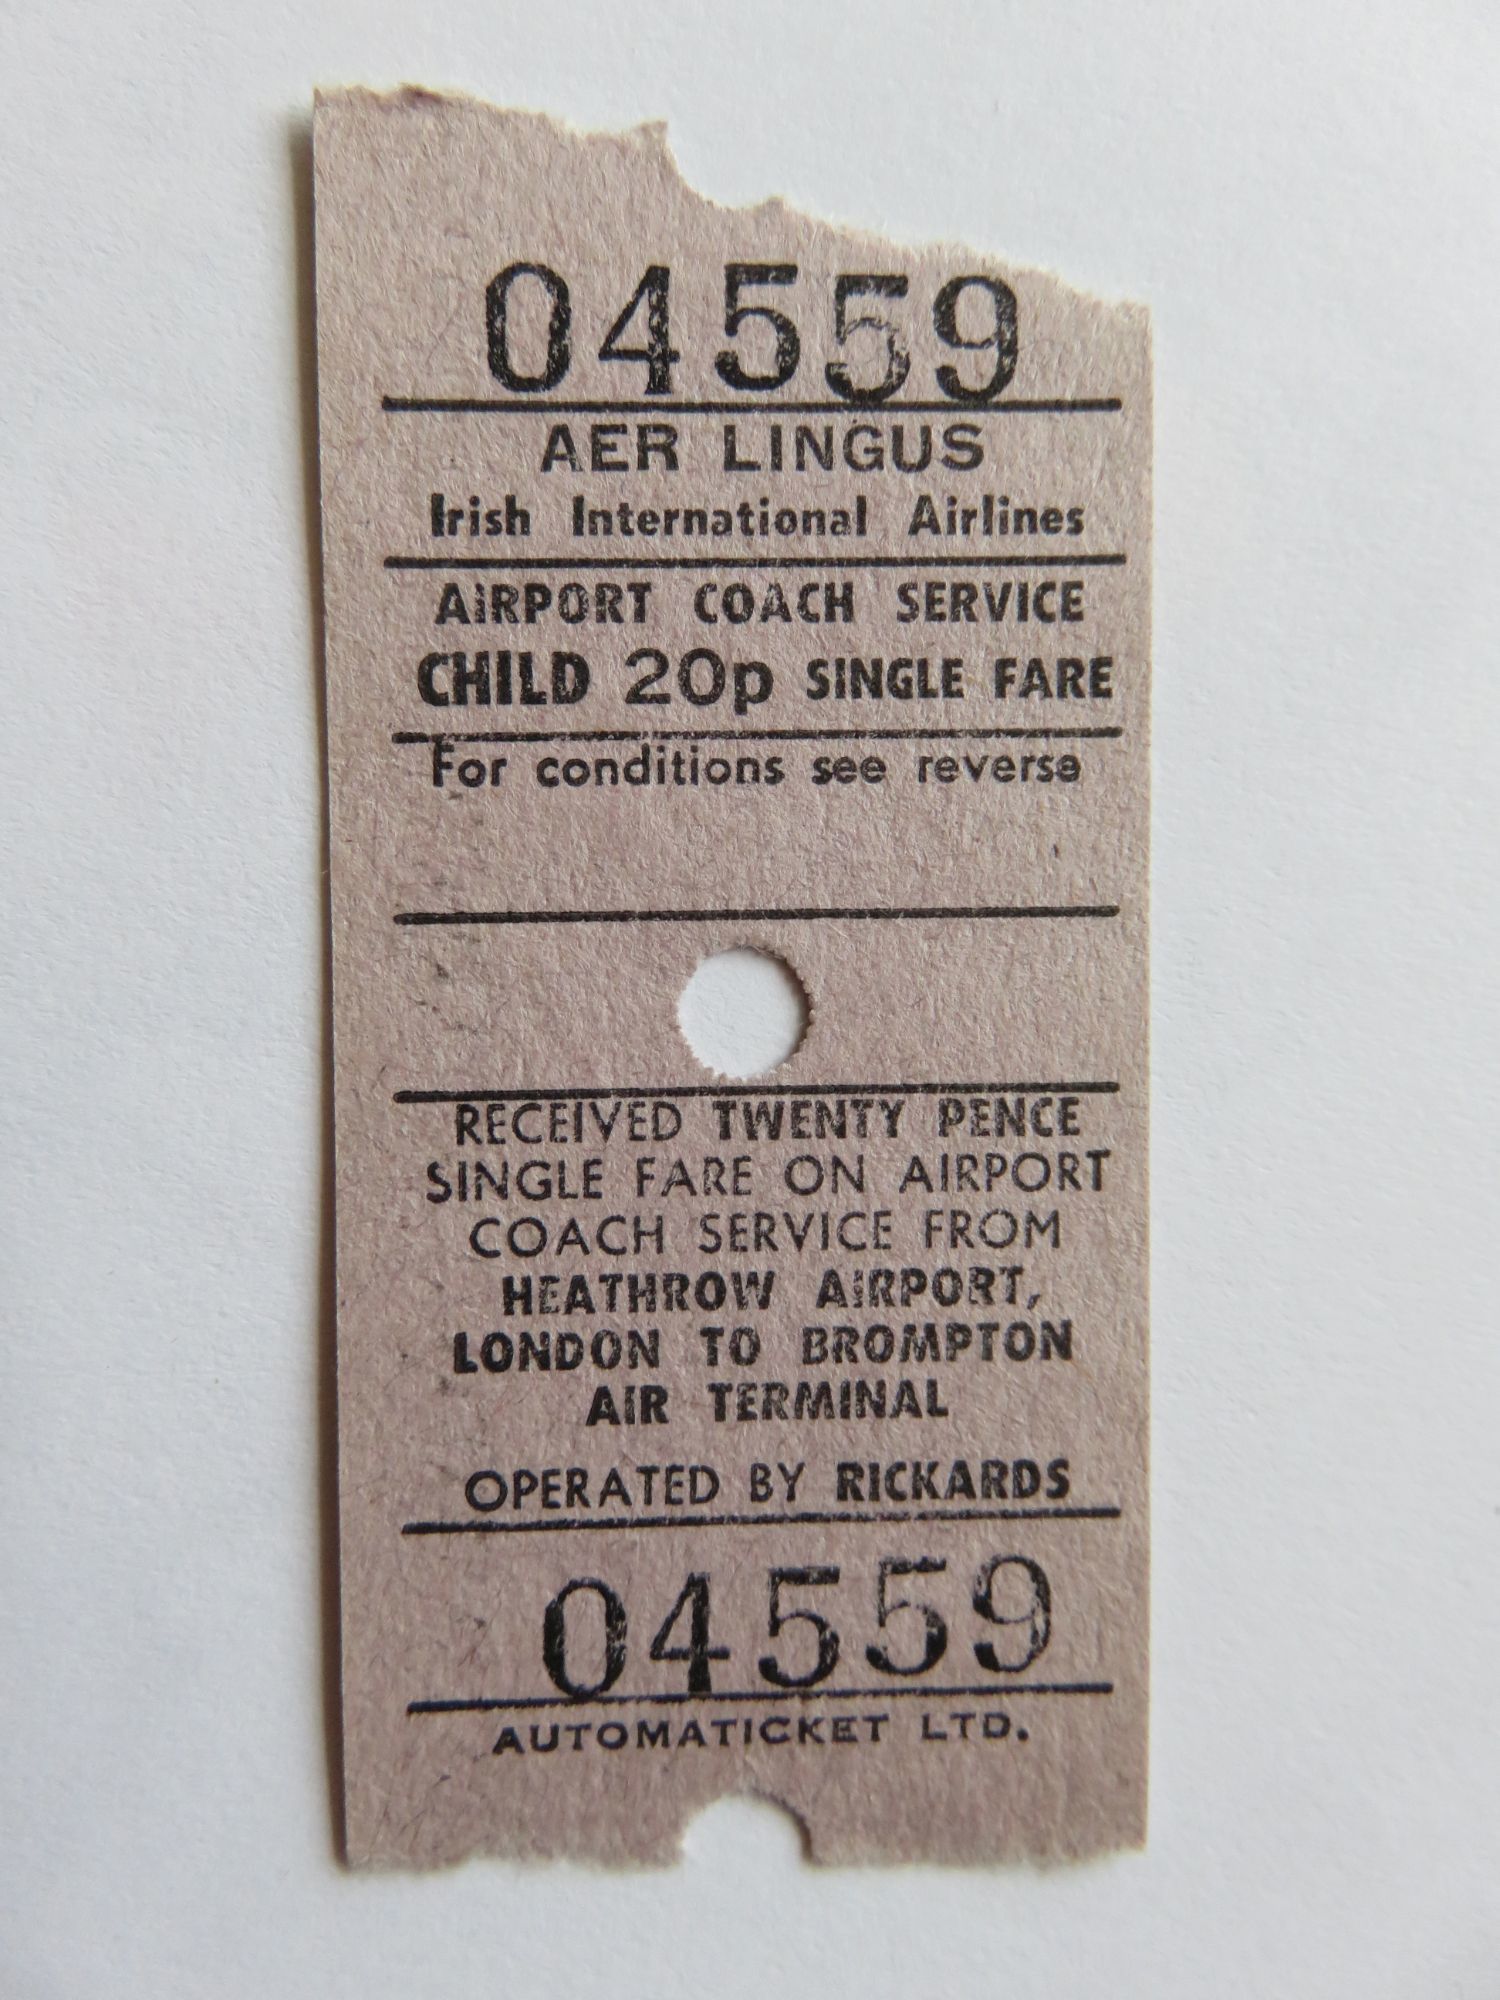 04559
AER LINGUS
Irish International Airlines
AIRPORT COACH SERVICE
CHILD 20p SINGLE FARE
For conditions see reverse
RECEIVED TWENTY PENCE
SINGLE FARE ON AIRPORT
COACH SERVICE FROM
HEATHROW AIRPORT,
LONDON TO BROMPTON
AIR TERMINAL
OPERATED BY RICKARDS
04559
AUTOMATICKET LTD.